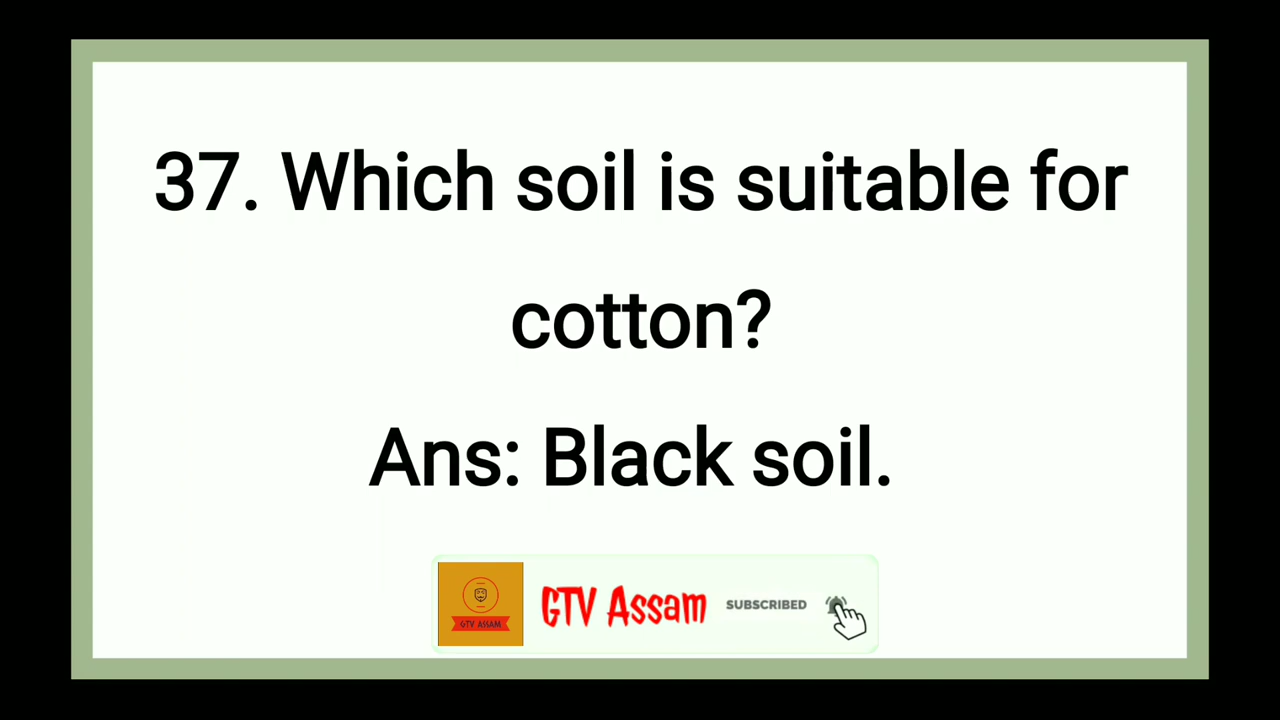 37. Which soil is suitable for
cotton?
Ans: Black soil.
GTV ASSAM
GTV Assam
SUBSCRIBED